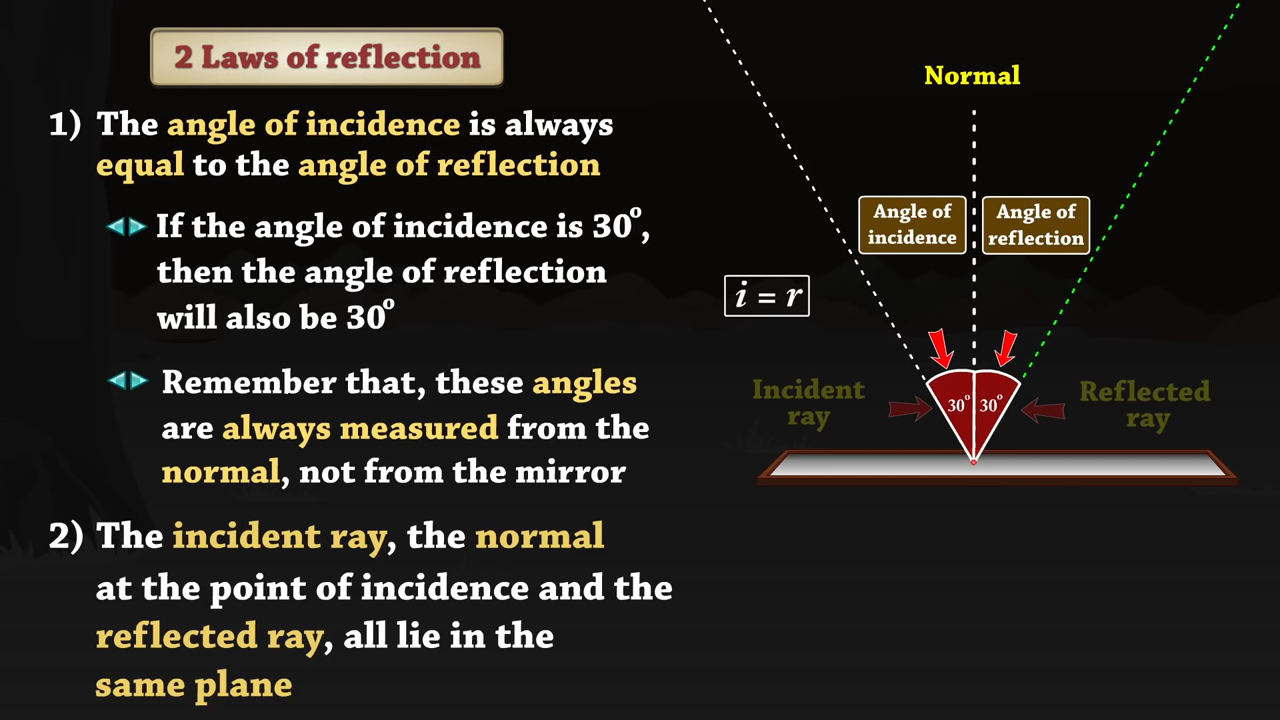 2 Laws of reflection
1) The angle of incidence is always
equal to the angle of reflection
If the angle of incidence is 30°,
then the angle of reflection
will also be 30°
Remember that, these angles
are always measured from the
normal, not from the mirror
2) The incident ray, the normal
at the point of incidence and the
reflected ray, all lie in the
same plane
Normal
Angle of
incidence
Angle of
reflection
i = r
Incident
ray
30° 30°
Reflected
ray